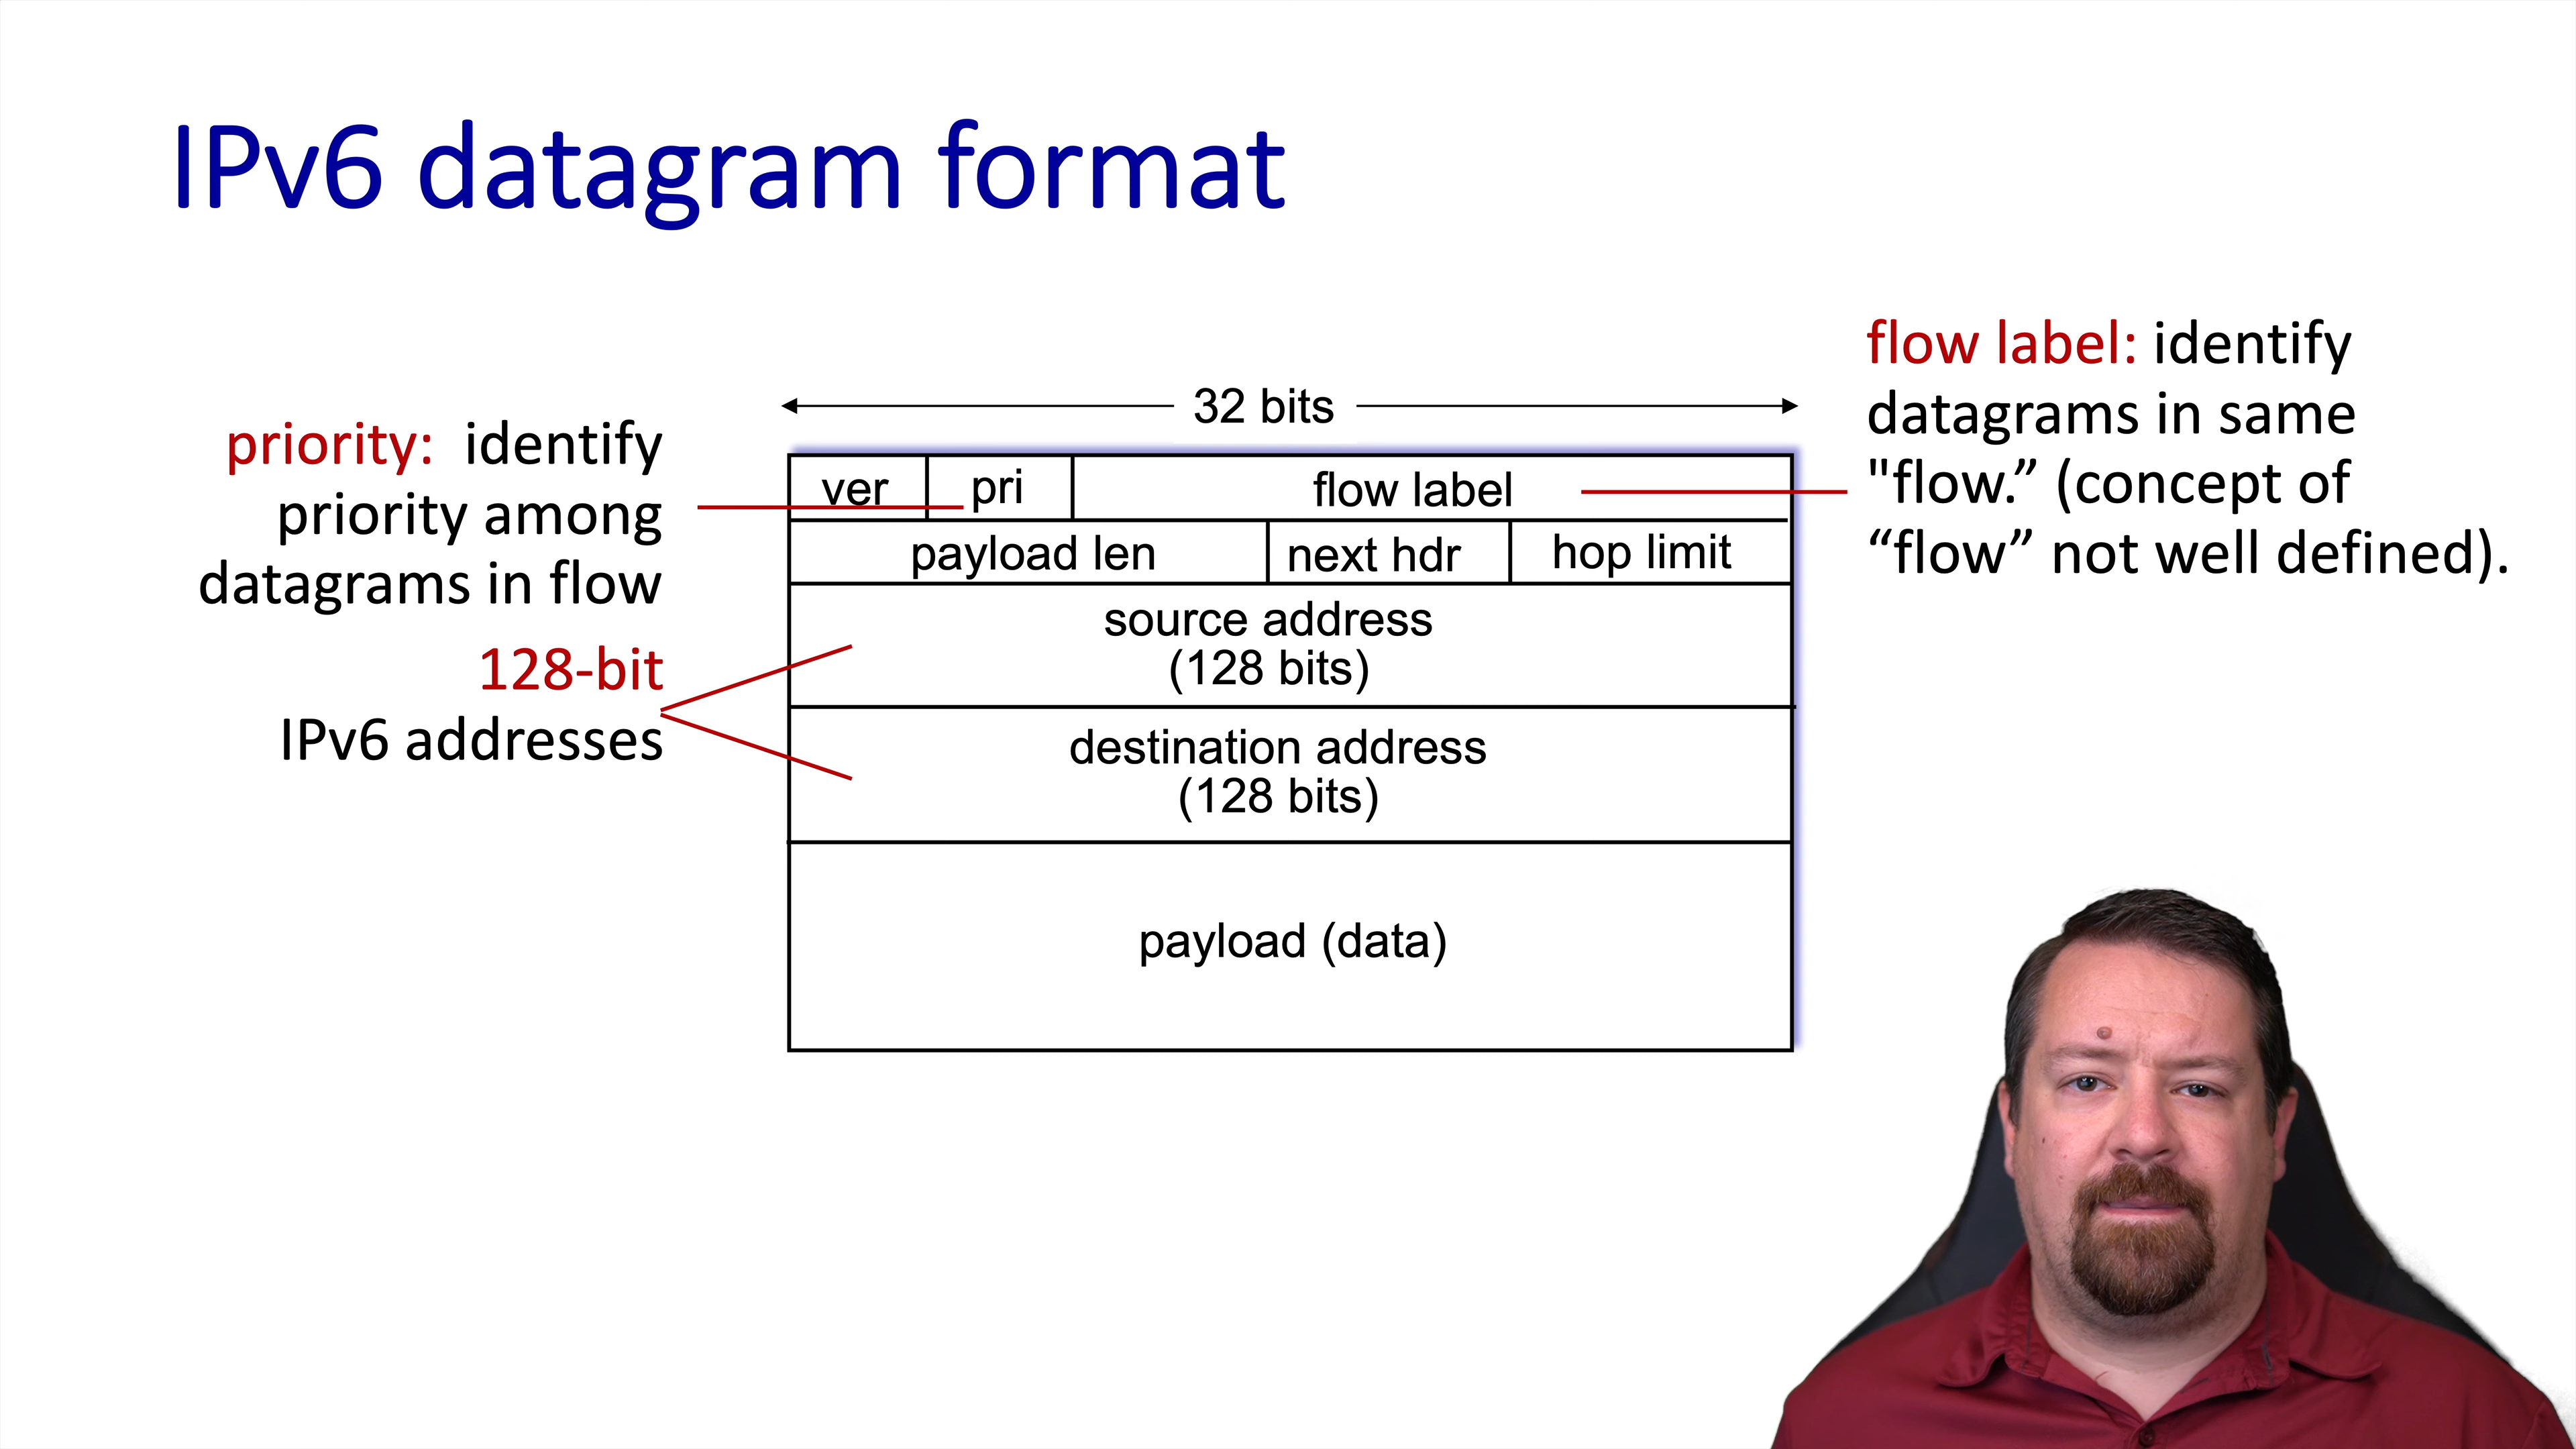 IPv6 datagram format
priority:  identify
priority among
datagrams in flow
128-bit
IPv6 addresses
32 bits
ver pri flow label
payload len next hdr hop limit
source address
(128 bits)
destination address
(128 bits)
payload (data)
flow label: identify
datagrams in same
"flow.” (concept of
“flow” not well defined).